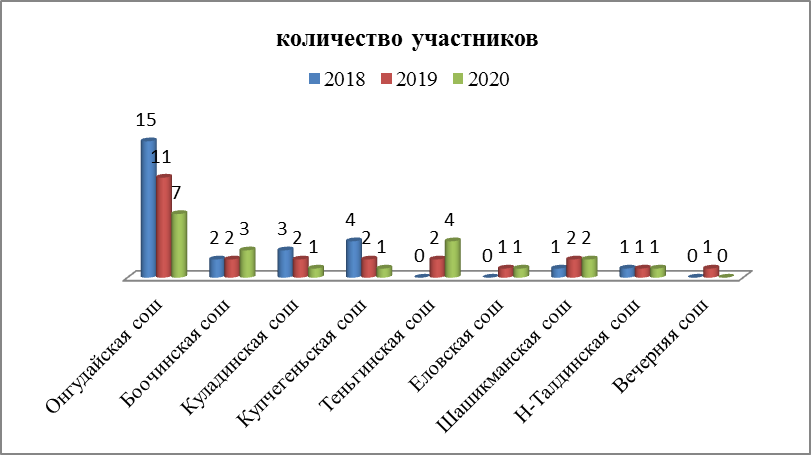 количество участников
2018 2019 2020
15 11 7 2 2 3 3 2 1 4 2 1 0 2 4 0 1 1 1 2 2 1 1 1 0 1 0
Онгудайская сош
Боочинская сош
Куладинская сош
Купчегеньская сош
Теньгинская сош
Еловская сош
Шашикманская сош
Н-Талдинская сош
Вечерняя сош